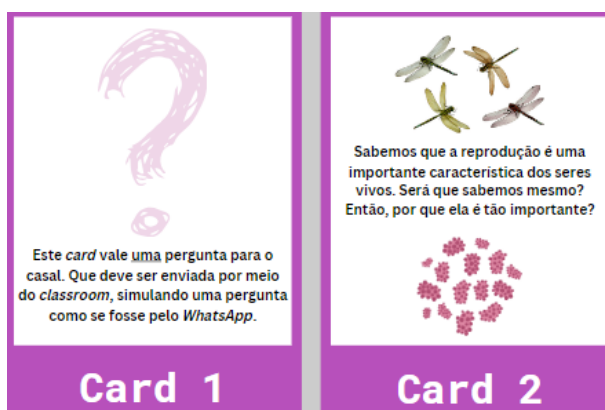 Este card vale uma pergunta para o
casal. Que deve ser enviada por meio
do classroom, simulando uma pergunta
como se fosse pelo WhatsApp.
Card 1
Sabemos que a reprodução é uma
importante característica dos seres
vivos. Será que sabemos mesmo?
Então, por que ela é tão importante?
Card 2